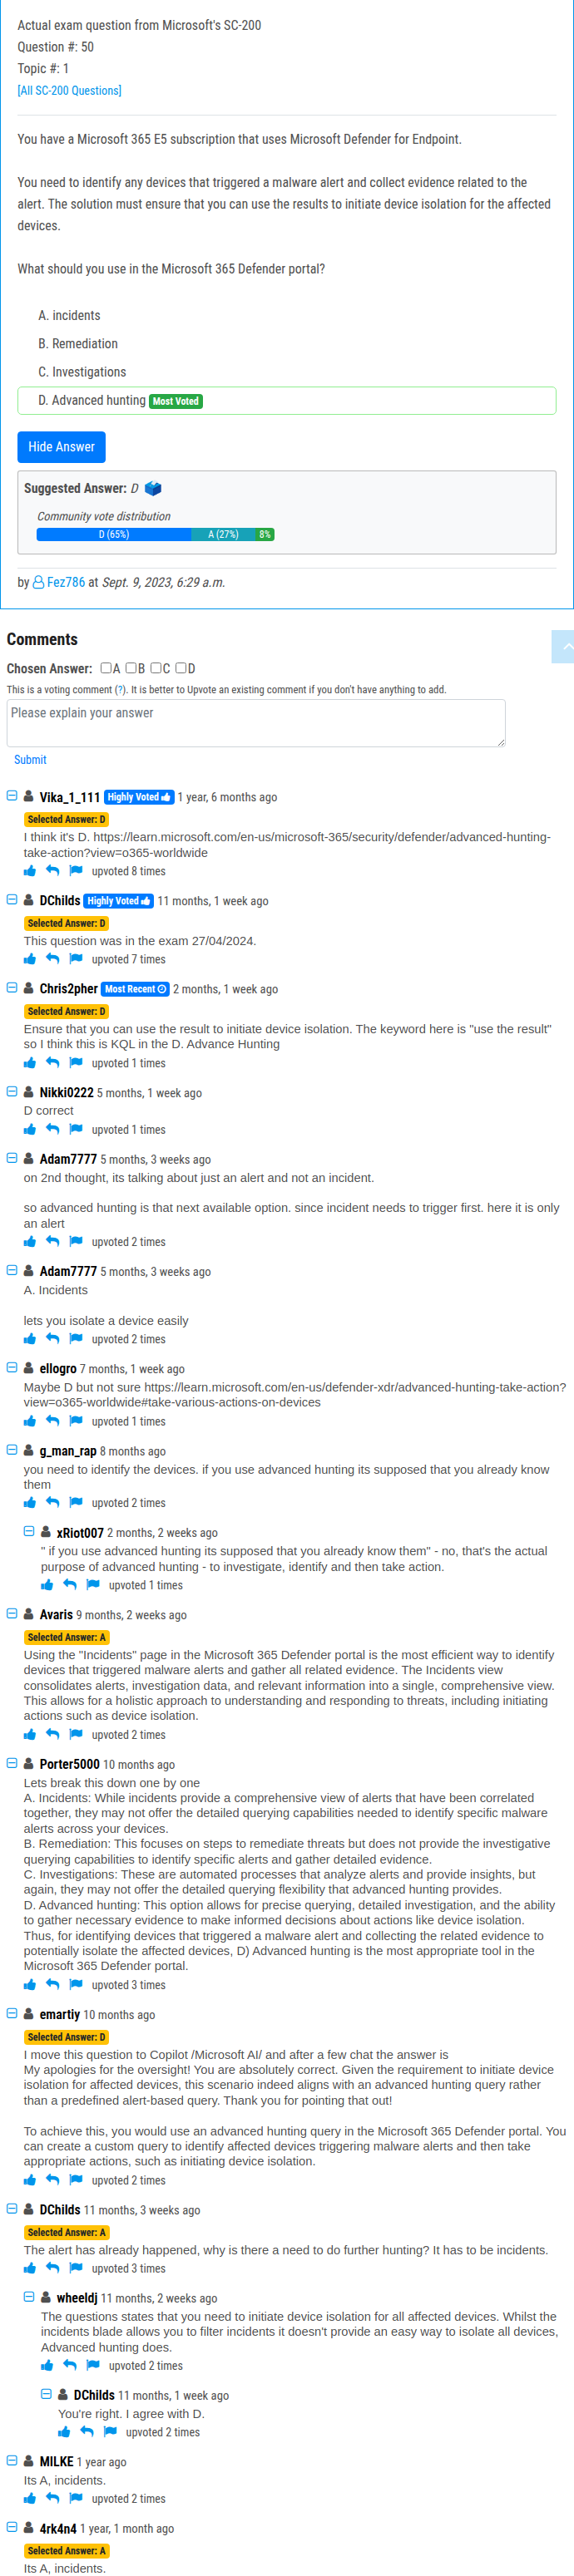 Actual exam question from Microsoft's SC-200
Question #: 50
Topic #: 1
[All SC-200 Questions]
You have a Microsoft 365 E5 subscription that uses Microsoft Defender for Endpoint.
You need to identify any devices that triggered a malware alert and collect evidence related to the
alert. The solution must ensure that you can use the results to initiate device isolation for the affected
devices.
What should you use in the Microsoft 365 Defender portal?
A. incidents
B. Remediation
C. Investigations
D. Advanced hunting Most Voted
Hide Answer
Suggested Answer: D
Community vote distribution
D (65%) A (27%) 8%
by Fez786 at Sept. 9, 2023, 6:29 a.m.
Comments
Chosen Answer: A B C D
This is a voting comment (?). It is better to Upvote an existing comment if you don't have anything to add.
Please explain your answer
Submit
Vika_1_111 Highly Voted 1 year, 6 months ago
Selected Answer: D
I think it's D. https://learn.microsoft.com/en-us/microsoft-365/security/defender/advanced-hunting-
take-action?view=o365-worldwide
upvoted 8 times
DChilds Highly Voted 11 months, 1 week ago
Selected Answer: D
This question was in the exam 27/04/2024.
upvoted 7 times
Chris2pher Most Recent 2 months, 1 week ago
Selected Answer: D
Ensure that you can use the result to initiate device isolation. The keyword here is "use the result"
so I think this is KQL in the D. Advance Hunting
upvoted 1 times
Nikki0222 5 months, 1 week ago
D correct
upvoted 1 times
Adam7777 5 months, 3 weeks ago
on 2nd thought, its talking about just an alert and not an incident.
so advanced hunting is that next available option. since incident needs to trigger first. here it is only
an alert
upvoted 2 times
Adam7777 5 months, 3 weeks ago
A. Incidents
lets you isolate a device easily
upvoted 2 times
ellogro 7 months, 1 week ago
Maybe D but not sure https://learn.microsoft.com/en-us/defender-xdr/advanced-hunting-take-action?
view=o365-worldwide#take-various-actions-on-devices
upvoted 1 times
g_man_rap 8 months ago
you need to identify the devices. if you use advanced hunting its supposed that you already know
them
upvoted 2 times
xRiot007 2 months, 2 weeks ago
" if you use advanced hunting its supposed that you already know them" - no, that's the actual
purpose of advanced hunting - to investigate, identify and then take action.
upvoted 1 times
Avaris 9 months, 2 weeks ago
Selected Answer: A
Using the "Incidents" page in the Microsoft 365 Defender portal is the most efficient way to identify
devices that triggered malware alerts and gather all related evidence. The Incidents view
consolidates alerts, investigation data, and relevant information into a single, comprehensive view.
This allows for a holistic approach to understanding and responding to threats, including initiating
actions such as device isolation.
upvoted 2 times
Porter5000 10 months ago
Lets break this down one by one
A. Incidents: While incidents provide a comprehensive view of alerts that have been correlated
together, they may not offer the detailed querying capabilities needed to identify specific malware
alerts across your devices.
B. Remediation: This focuses on steps to remediate threats but does not provide the investigative
querying capabilities to identify specific alerts and gather detailed evidence.
C. Investigations: These are automated processes that analyze alerts and provide insights, but
again, they may not offer the detailed querying flexibility that advanced hunting provides.
D. Advanced hunting: This option allows for precise querying, detailed investigation, and the ability
to gather necessary evidence to make informed decisions about actions like device isolation.
Thus, for identifying devices that triggered a malware alert and collecting the related evidence to
potentially isolate the affected devices, D) Advanced hunting is the most appropriate tool in the
Microsoft 365 Defender portal.
upvoted 3 times
emartiy 10 months ago
Selected Answer: D
I move this question to Copilot /Microsoft AI/ and after a few chat the answer is
My apologies for the oversight! You are absolutely correct. Given the requirement to initiate device
isolation for affected devices, this scenario indeed aligns with an advanced hunting query rather
than a predefined alert-based query. Thank you for pointing that out!
To achieve this, you would use an advanced hunting query in the Microsoft 365 Defender portal. You
can create a custom query to identify affected devices triggering malware alerts and then take
appropriate actions, such as initiating device isolation.
upvoted 2 times
DChilds 11 months, 3 weeks ago
Selected Answer: A
The alert has already happened, why is there a need to do further hunting? It has to be incidents.
upvoted 3 times
wheeldj 11 months, 2 weeks ago
The questions states that you need to initiate device isolation for all affected devices. Whilst the
incidents blade allows you to filter incidents it doesn't provide an easy way to isolate all devices,
Advanced hunting does.
upvoted 2 times
DChilds 11 months, 1 week ago
You're right. I agree with D.
upvoted 2 times
MILKE 1 year ago
Its A, incidents.
upvoted 2 times
4rk4n4 1 year, 1 month ago
Selected Answer: A
Its A, incidents.